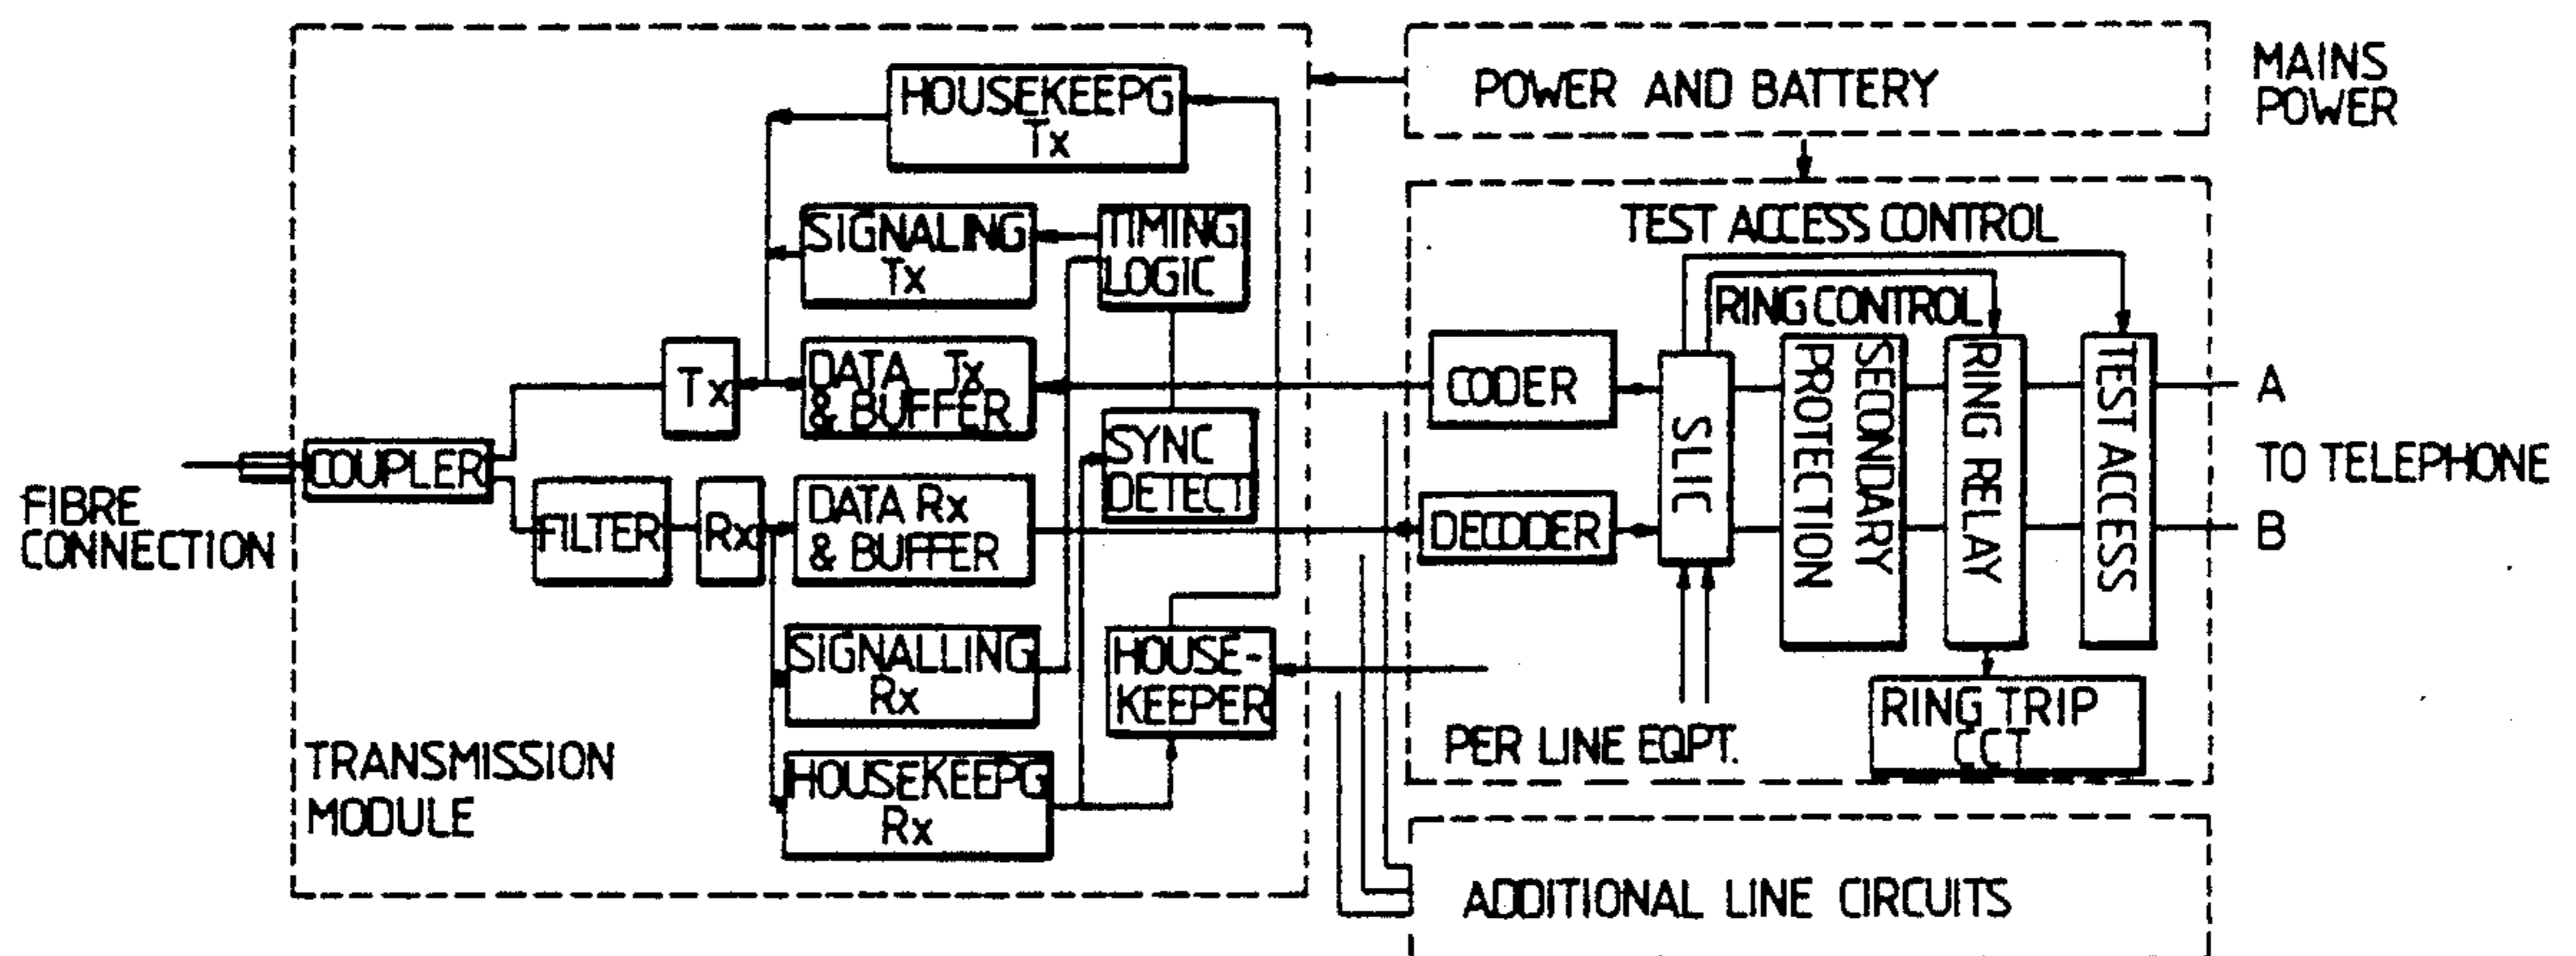 HOUSEKEEPG
Tx
POWER AND BATTERY
MAINS
POWER
SIGNALING
Tx
TIMING
LOGIC
TEST ACCESS CONTROL
RING CONTROL
Tx
DATA Tx
& BUFFER
CODER
SLIC
SECONDARY
PROTECTION
RING RELAY
TEST ACCESS
A
TO TELEPHONE
B
COUPLER
FIBRE
CONNECTION
FILTER
Rx
DATA Rx
& BUFFER
SYNC
DETECT
DECODER
SIGNALLING
Rx
HOUSE-
KEEPER
PER LINE EQPT.
RING TRIP
CCT
TRANSMISSION
MODULE
HOUSEKEEPG
Rx
ADDITIONAL LINE CIRCUITS